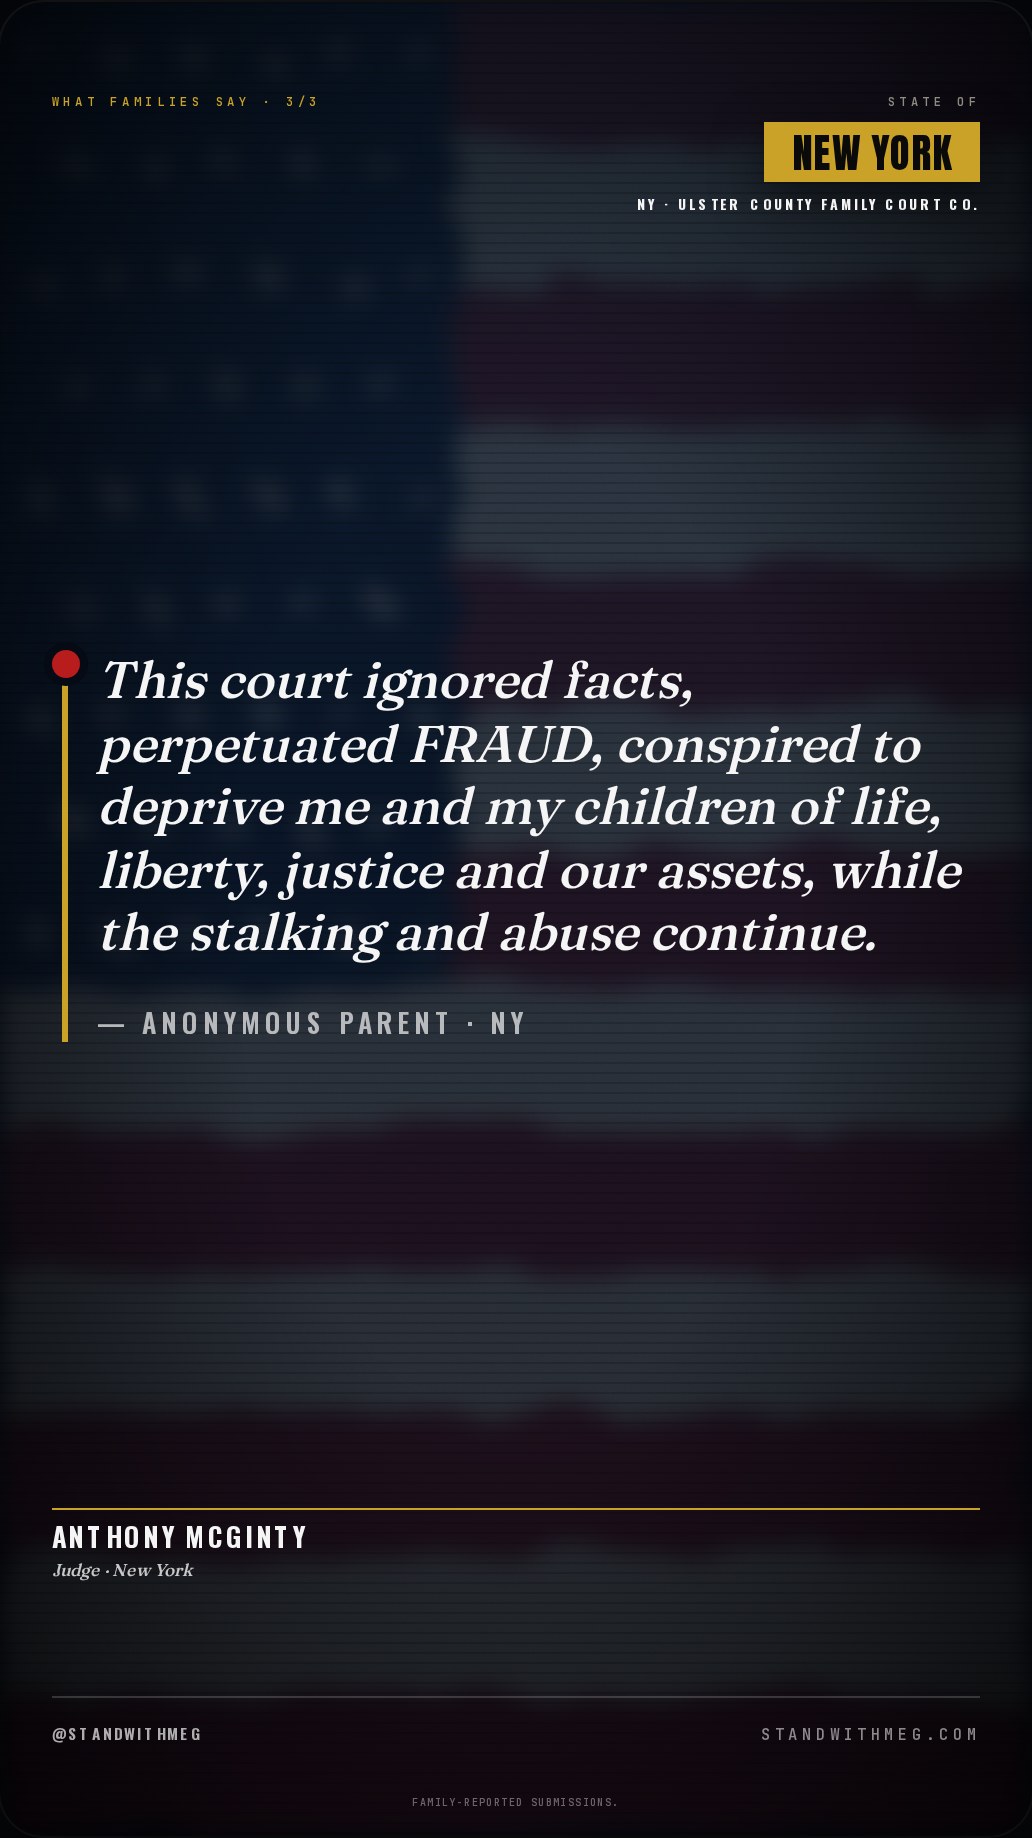 WHAT FAMILIES SAY · 3/3
STATE OF
NEW YORK
NY · ULSTER COUNTY FAMILY COURT CO.
This court ignored facts,
perpetuated FRAUD, conspired to
deprive me and my children of life,
liberty, justice and our assets, while
the stalking and abuse continue.
— ANONYMOUS PARENT · NY
ANTHONY MCGINTY
Judge · New York
@STANDWITHMEG
STANDWITHMEG.COM
FAMILY-REPORTED SUBMISSIONS.